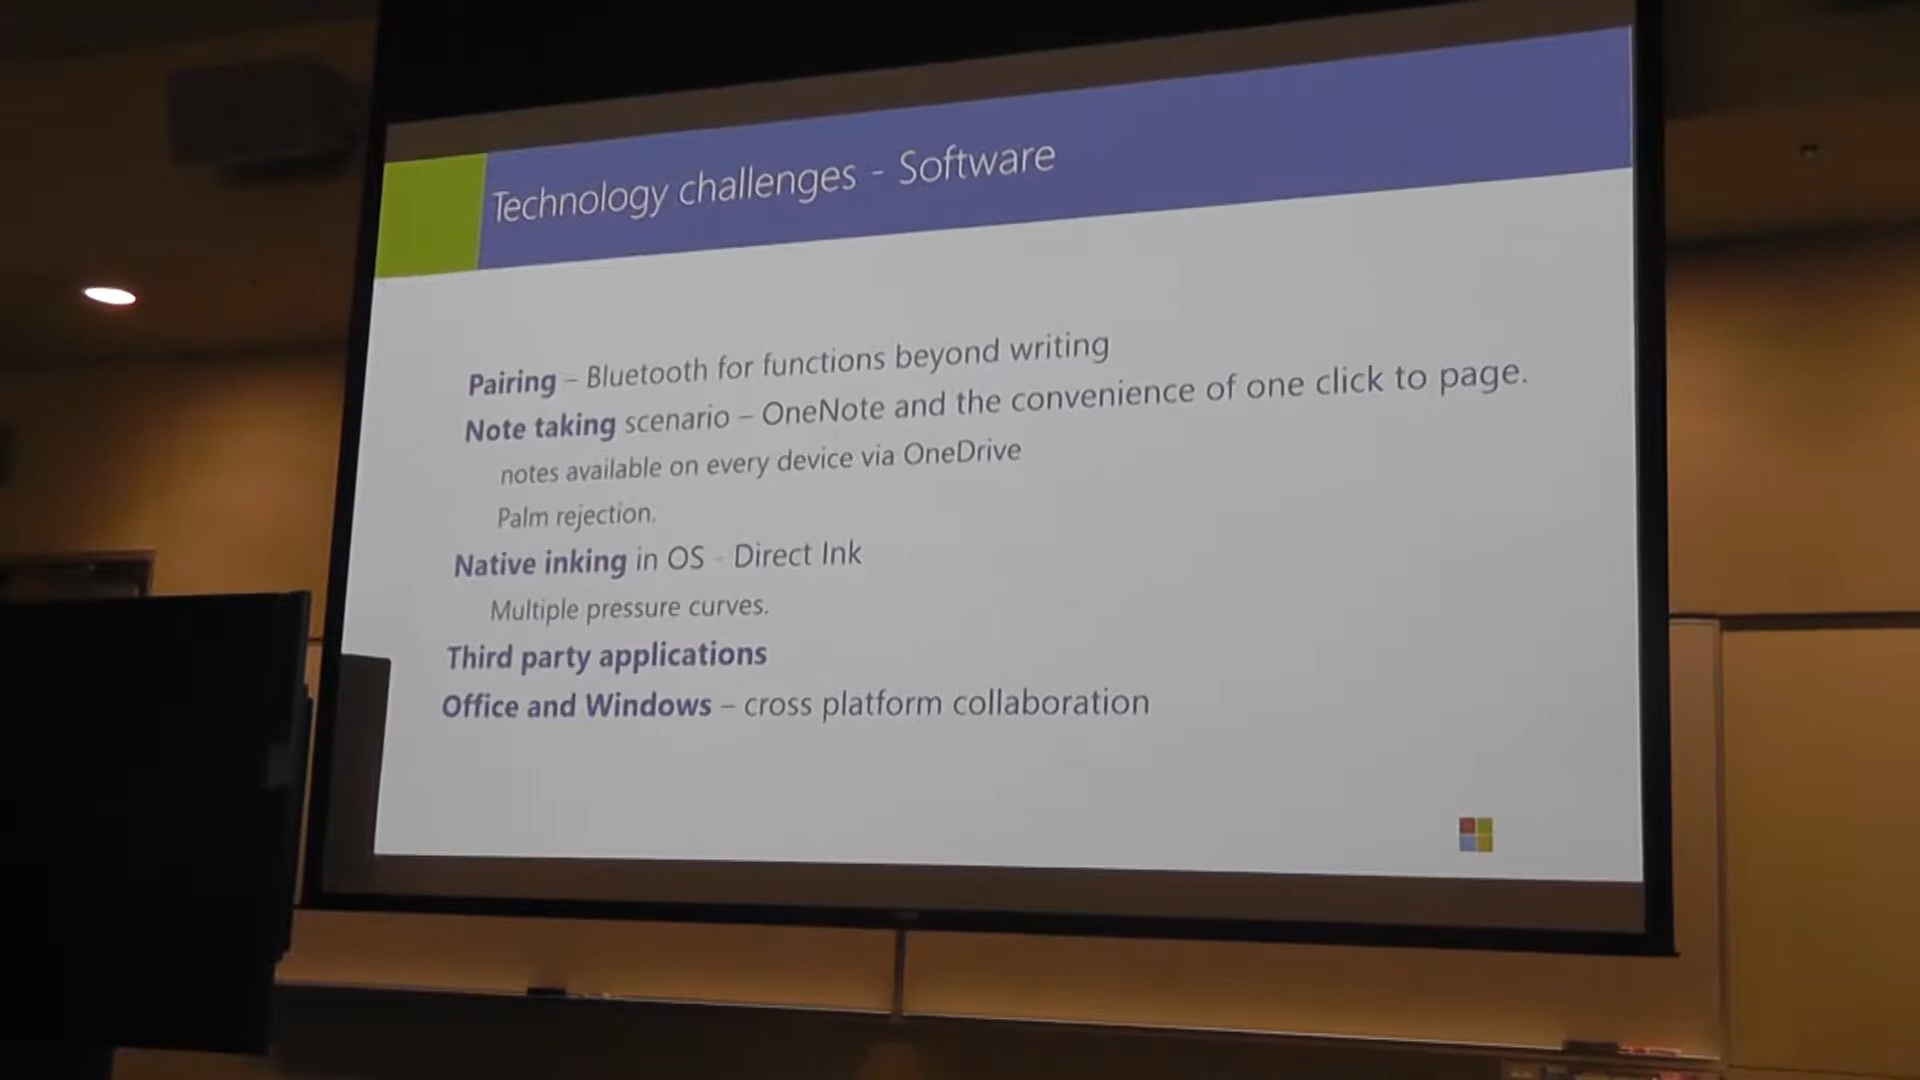 Technology challenges - Software
Pairing – Bluetooth for functions beyond writing
Note taking scenario – OneNote and the convenience of one click to page.
notes available on every device via OneDrive
Palm rejection.
Native inking in OS - Direct Ink
Multiple pressure curves.
Third party applications
Office and Windows – cross platform collaboration